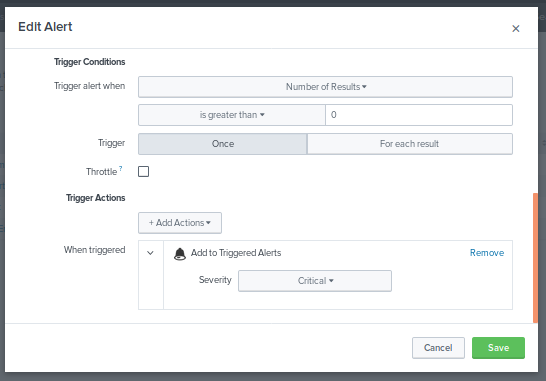 Edit Alert
×
Trigger Conditions
Trigger alert when
Number of Results
is greater than
0
Trigger
Once
For each result
Throttle ?
Trigger Actions
+ Add Actions
When triggered
Add to Triggered Alerts
Remove
Severity
Critical
Cancel
Save